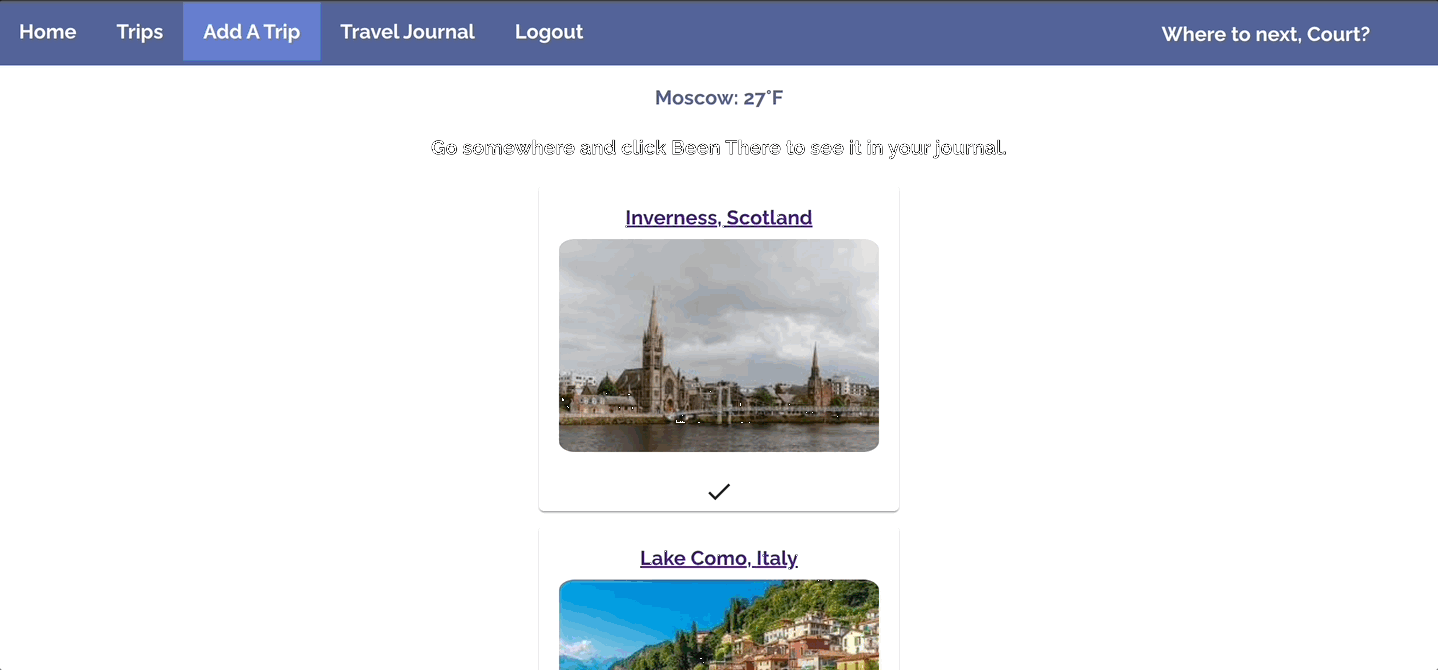 Home Trips Add A Trip Travel Journal Logout Where to next, Court?
Moscow: 27°F
Go somewhere and click Been There to see it in your journal.
Inverness, Scotland
Lake Como, Italy